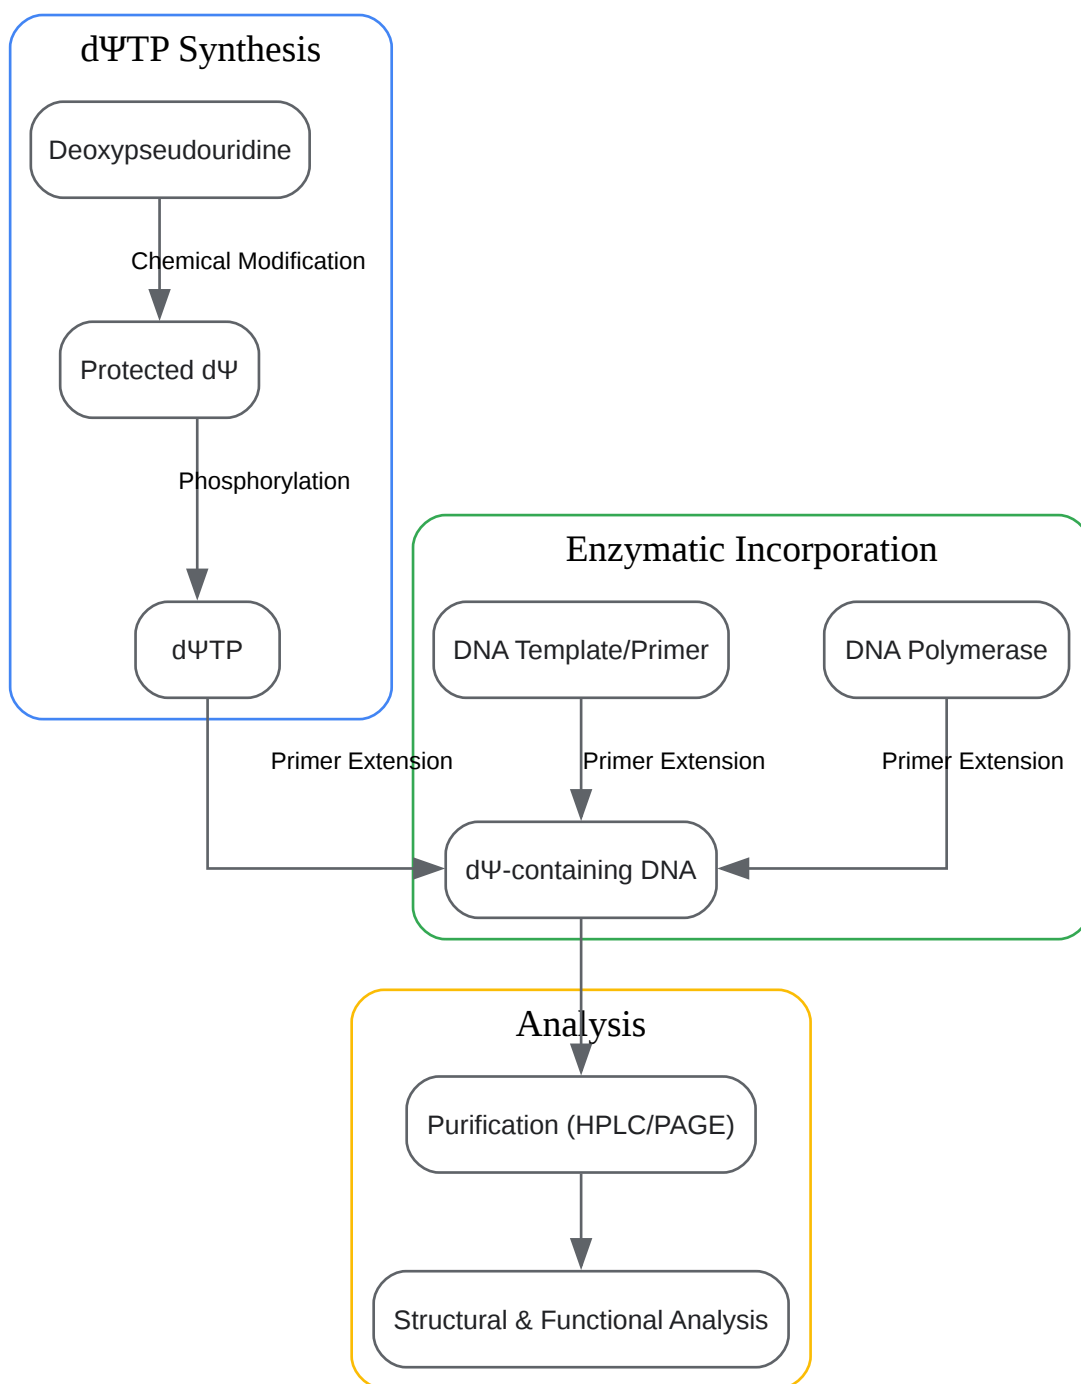 dΨTP Synthesis
Deoxypseudouridine
Chemical Modification
Protected dΨ
Phosphorylation
dΨTP
Enzymatic Incorporation
DNA Template/Primer
DNA Polymerase
Primer Extension
Primer Extension
Primer Extension
dΨ-containing DNA
Analysis
Purification (HPLC/PAGE)
Structural & Functional Analysis